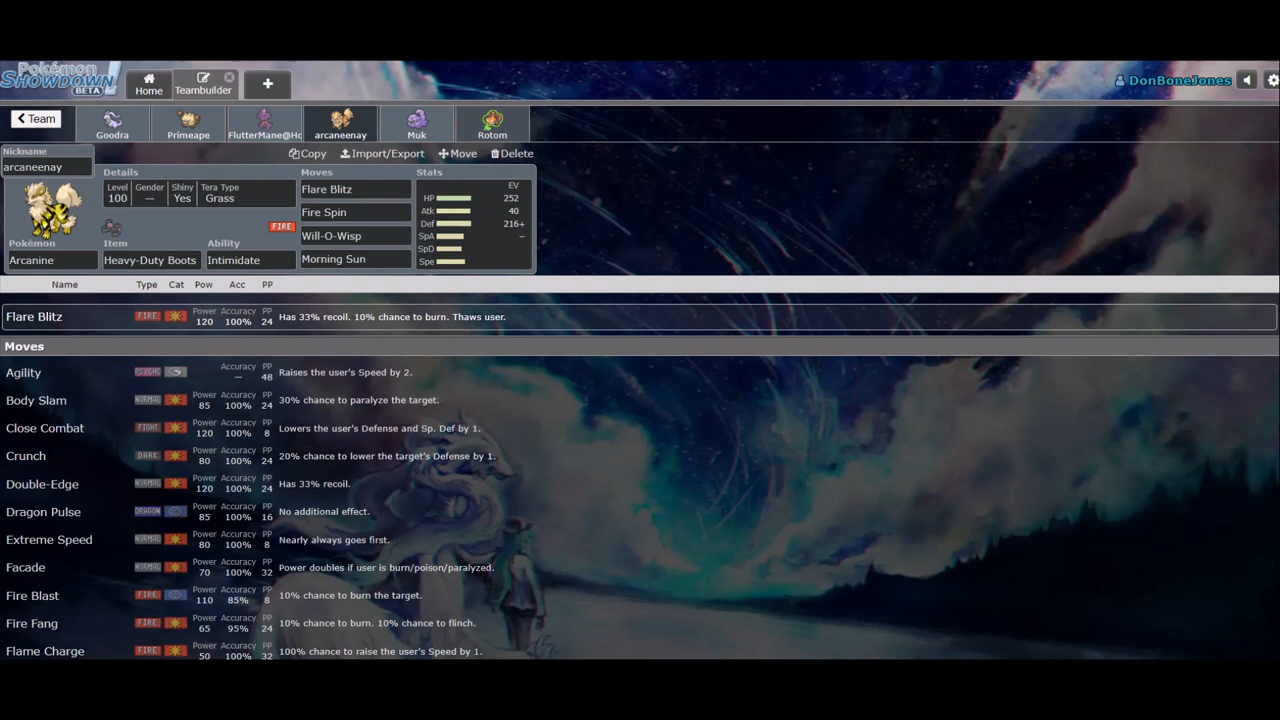 Pokémon
SHOWDOWN!
BETA
Home
Teambuilder
DonBoneJones
Team
Goodra
Primeape
FlutterMane@Ho
arcaneenay
Muk
Rotom
Nickname
arcaneenay
Copy Import/Export Move Delete
Details Moves Stats
Level Gender Shiny Tera Type
100 — Yes Grass
FIRE
Pokémon Item Ability
Arcanine Heavy-Duty Boots Intimidate
Flare Blitz
Fire Spin
Will-O-Wisp
Morning Sun
EV
HP 252
Atk 40
Def 216+
SpA –
SpD
Spe
Name Type Cat Pow Acc PP
Flare Blitz FIRE Power 120 Accuracy 100% PP 24 Has 33% recoil. 10% chance to burn. Thaws user.
Moves
Agility PSYCHC Accuracy — PP 48 Raises the user's Speed by 2.
Body Slam NORMAL Power 85 Accuracy 100% PP 24 30% chance to paralyze the target.
Close Combat FIGHT Power 120 Accuracy 100% PP 8 Lowers the user's Defense and Sp. Def by 1.
Crunch DARK Power 80 Accuracy 100% PP 24 20% chance to lower the target's Defense by 1.
Double-Edge NORMAL Power 120 Accuracy 100% PP 24 Has 33% recoil.
Dragon Pulse DRAGON Power 85 Accuracy 100% PP 16 No additional effect.
Extreme Speed NORMAL Power 80 Accuracy 100% PP 8 Nearly always goes first.
Facade NORMAL Power 70 Accuracy 100% PP 32 Power doubles if user is burn/poison/paralyzed.
Fire Blast FIRE Power 110 Accuracy 85% PP 8 10% chance to burn the target.
Fire Fang FIRE Power 65 Accuracy 95% PP 24 10% chance to burn. 10% chance to flinch.
Flame Charge FIRE Power 50 Accuracy 100% PP 32 100% chance to raise the user's Speed by 1.